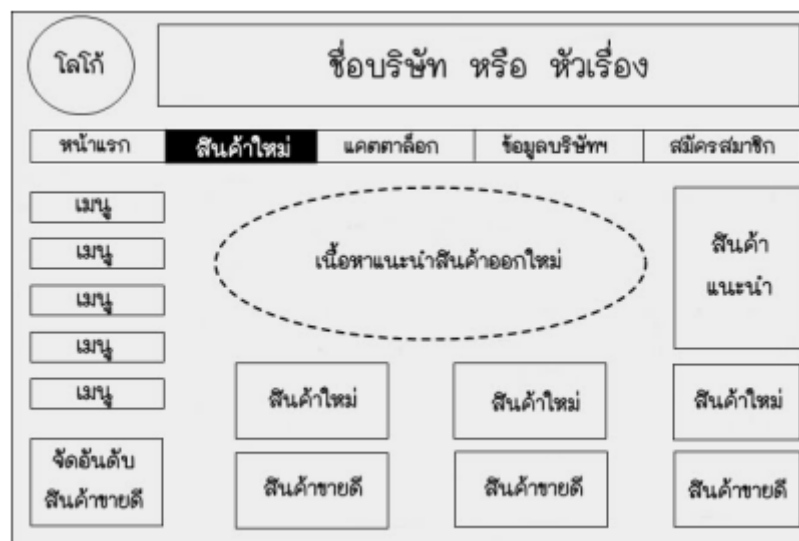 โลโก้
ชื่อบริษัท หรือ หัวเรื่อง
หน้าแรก
สินค้าใหม่
แคตตาล็อก
ข้อมูลบริษัทฯ
สมัครสมาชิก
เมนู
เมนู
เมนู
เมนู
เมนู
จัดอันดับ
สินค้าขายดี
เนื้อหาแนะนำสินค้าออกใหม่
สินค้า
แนะนำ
สินค้าใหม่
สินค้าใหม่
สินค้าใหม่
สินค้าขายดี
สินค้าขายดี
สินค้าขายดี